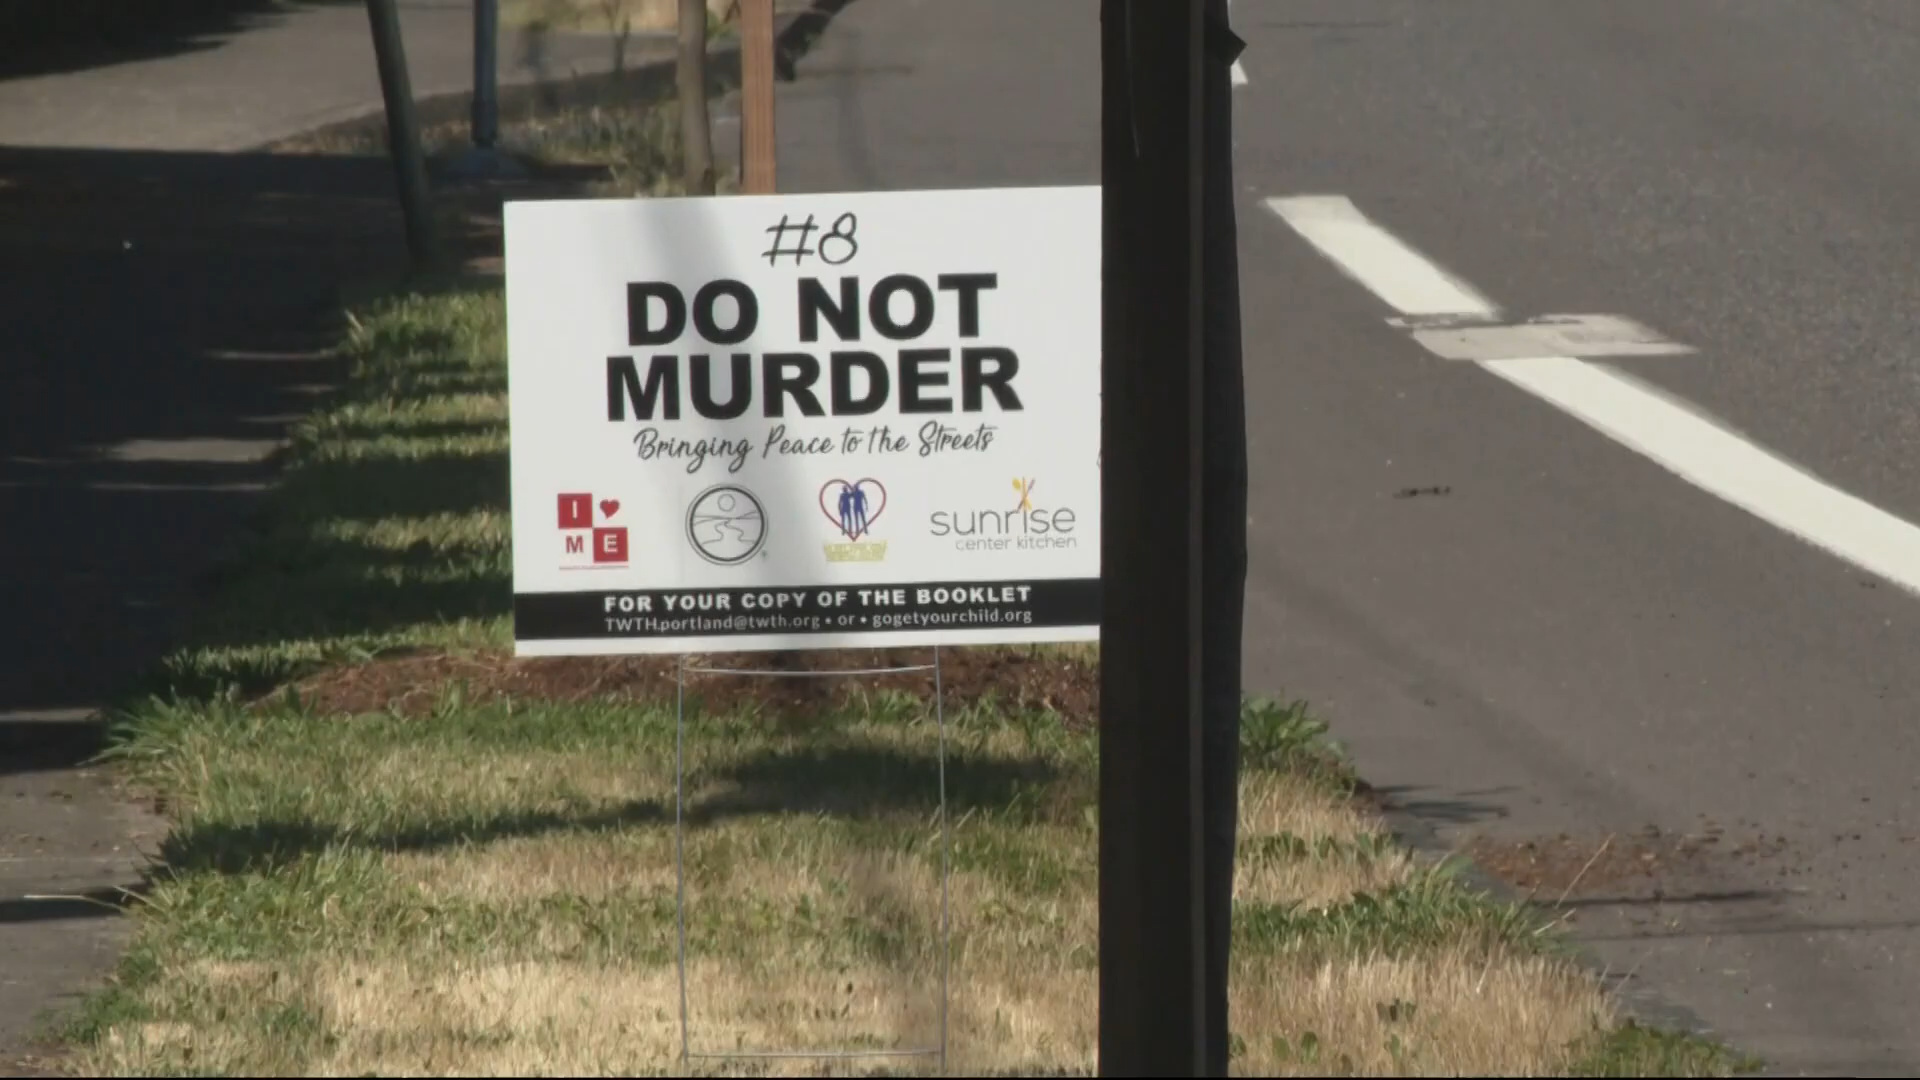 #8
DO NOT
MURDER
Bringing Peace to the Streets
I
M E
sunrise
center kitchen
FOR YOUR COPY OF THE BOOKLET
TWTH.portland@twth.org • or • gogetyourchild.org